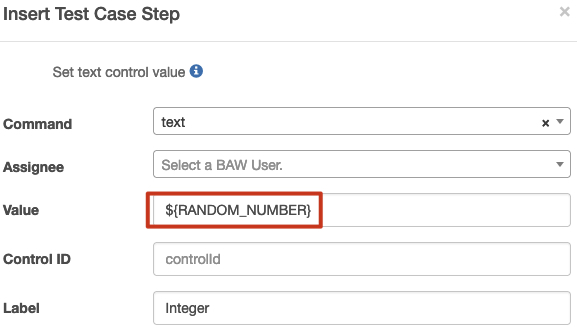 Insert Test Case Step ×
Set text control value
Command text × 
Assignee Select a BAW User.
Value ${RANDOM_NUMBER}
Control ID controlId
Label Integer